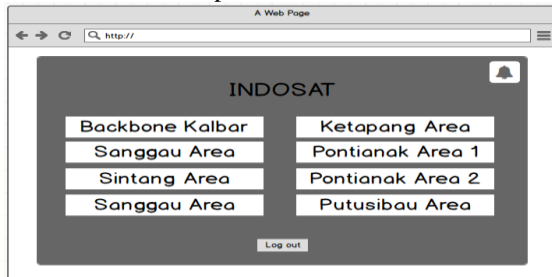 A Web Page
http://
INDOSAT
Backbone Kalbar
Ketapang Area
Sanggau Area
Pontianak Area 1
Sintang Area
Pontianak Area 2
Sanggau Area
Putusibau Area
Log out